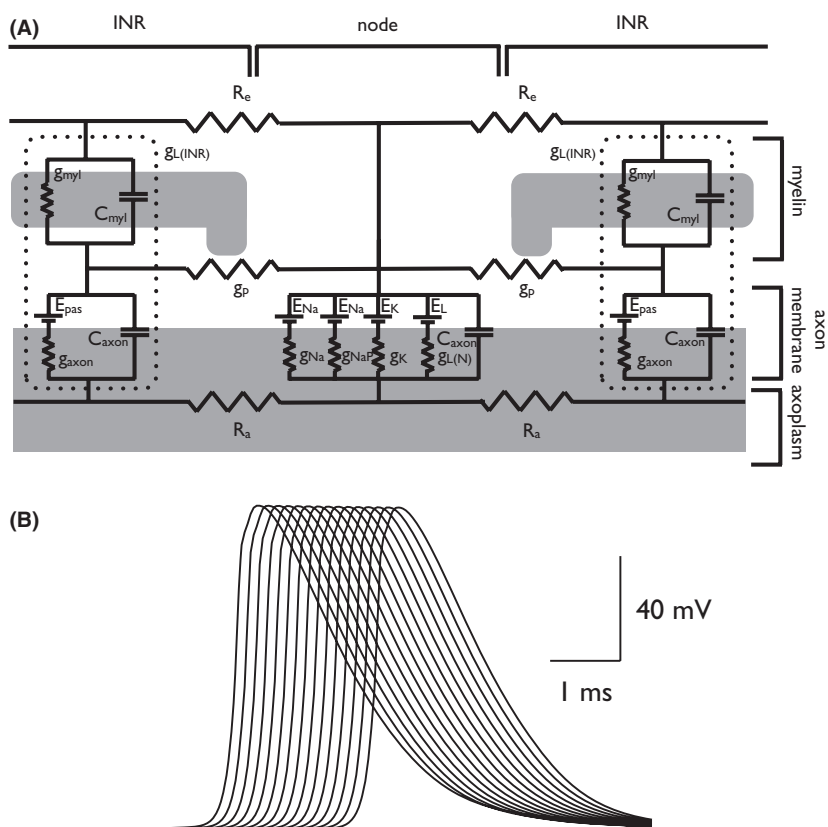 (A)
INR node INR
Re Re
gL(INR) gL(INR)
gmyl gmyl
Cmyl Cmyl
myelin
gP gP
Epas ENa ENa EK EL Epas
Caxon Caxon Caxon
gaxon gNa gNaP gK gL(N) gaxon
axon
membrane
Ra Ra
axoplasm
(B)
40 mV
1 ms